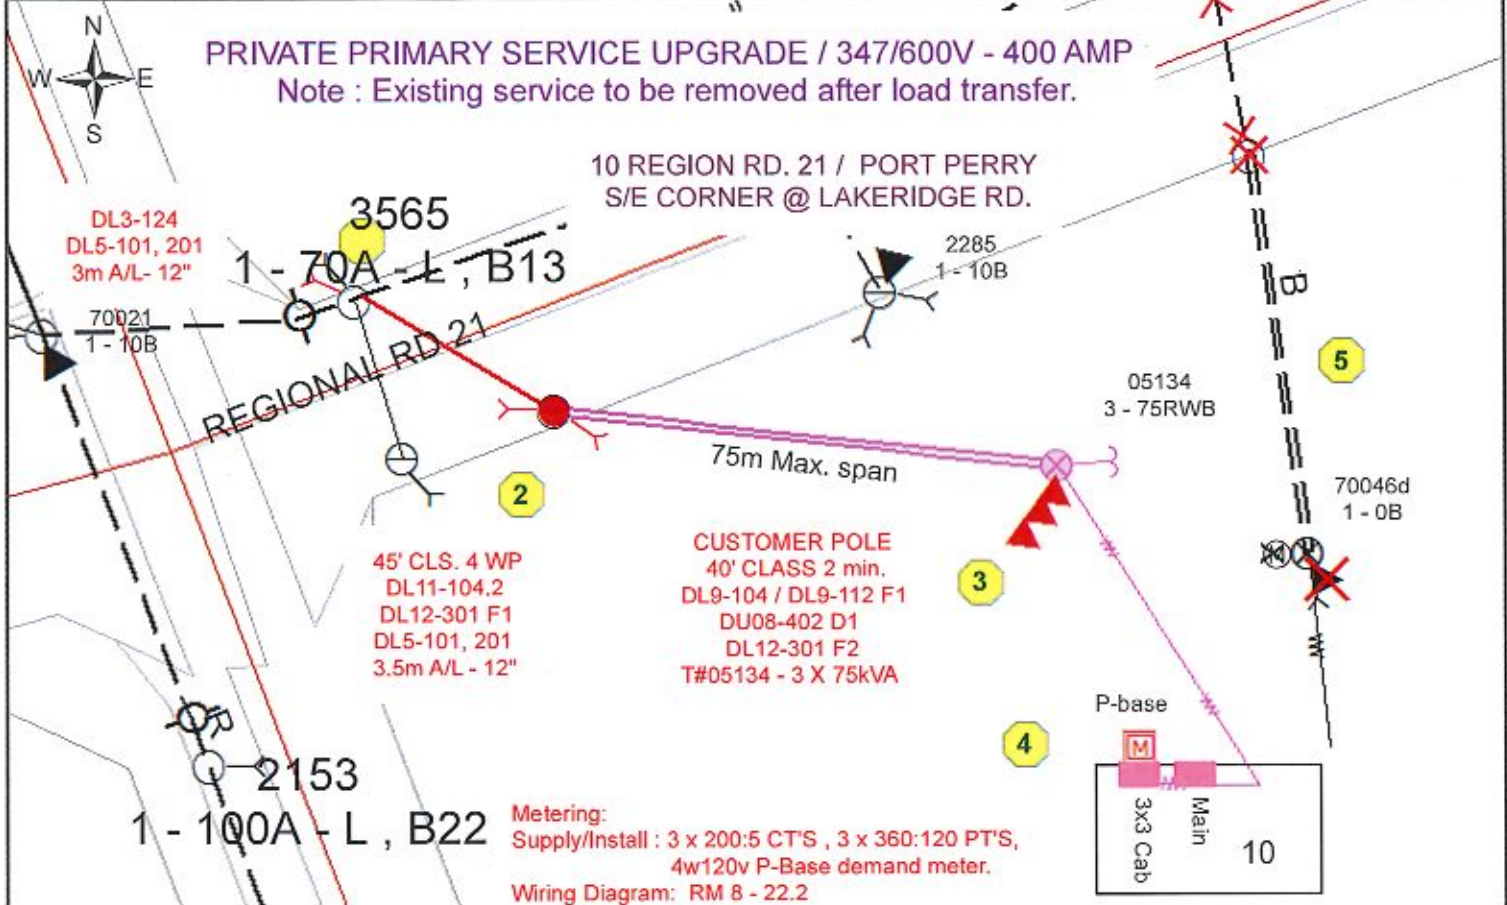 N
W E
S
PRIVATE PRIMARY SERVICE UPGRADE / 347/600V - 400 AMP
Note : Existing service to be removed after load transfer.
10 REGION RD. 21 / PORT PERRY
S/E CORNER @ LAKERIDGE RD.
DL3-124
DL5-101, 201
3m A/L- 12"
3565
1 - 70A - L , B13
2285
1 - 10B
B
70021
1 - 10B
REGIONAL RD 21
5
05134
3 - 75RWB
75m Max. span
2
70046d
1 - 0B
45' CLS. 4 WP
DL11-104.2
DL12-301 F1
DL5-101, 201
3.5m A/L - 12"
CUSTOMER POLE
40' CLASS 2 min.
DL9-104 / DL9-112 F1
DU08-402 D1
DL12-301 F2
T#05134 - 3 X 75kVA
3
4
P-base
M
3x3 Cab
Main
10
R
2153
1 - 100A - L , B22
Metering:
Supply/Install : 3 x 200:5 CT'S , 3 x 360:120 PT'S,
4w120v P-Base demand meter.
Wiring Diagram: RM 8 - 22.2